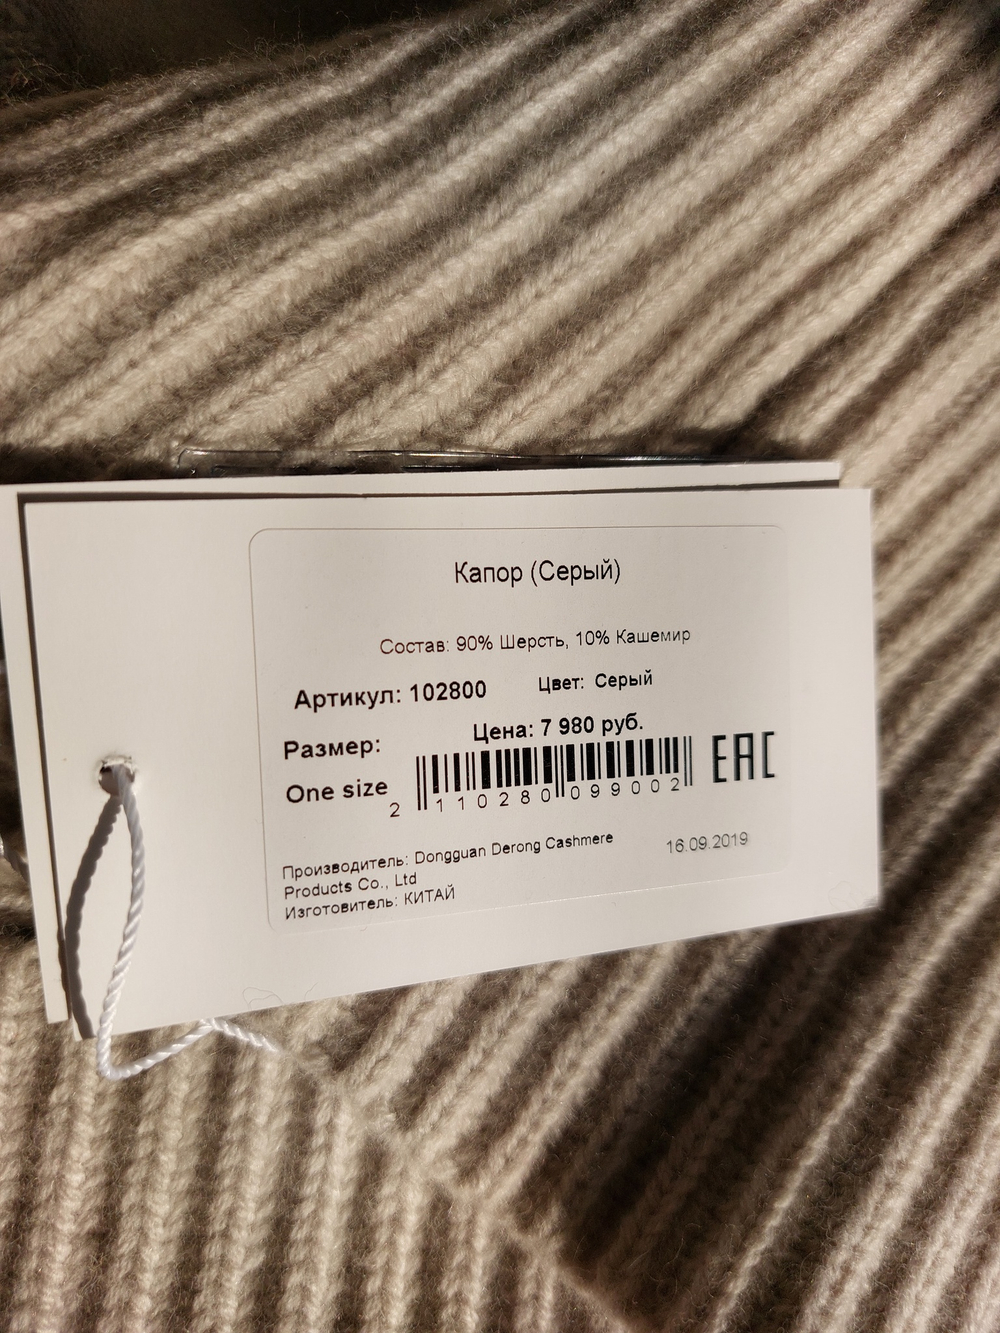 Капор (Серый)
Состав: 90% Шерсть, 10% Кашемир
Артикул: 102800 Цвет: Серый
Цена: 7 980 руб.
Размер:
One size
2 110280 099002
EAC
Производитель: Dongguan Derong Cashmere
Products Co., Ltd
Изготовитель: КИТАЙ
16.09.2019